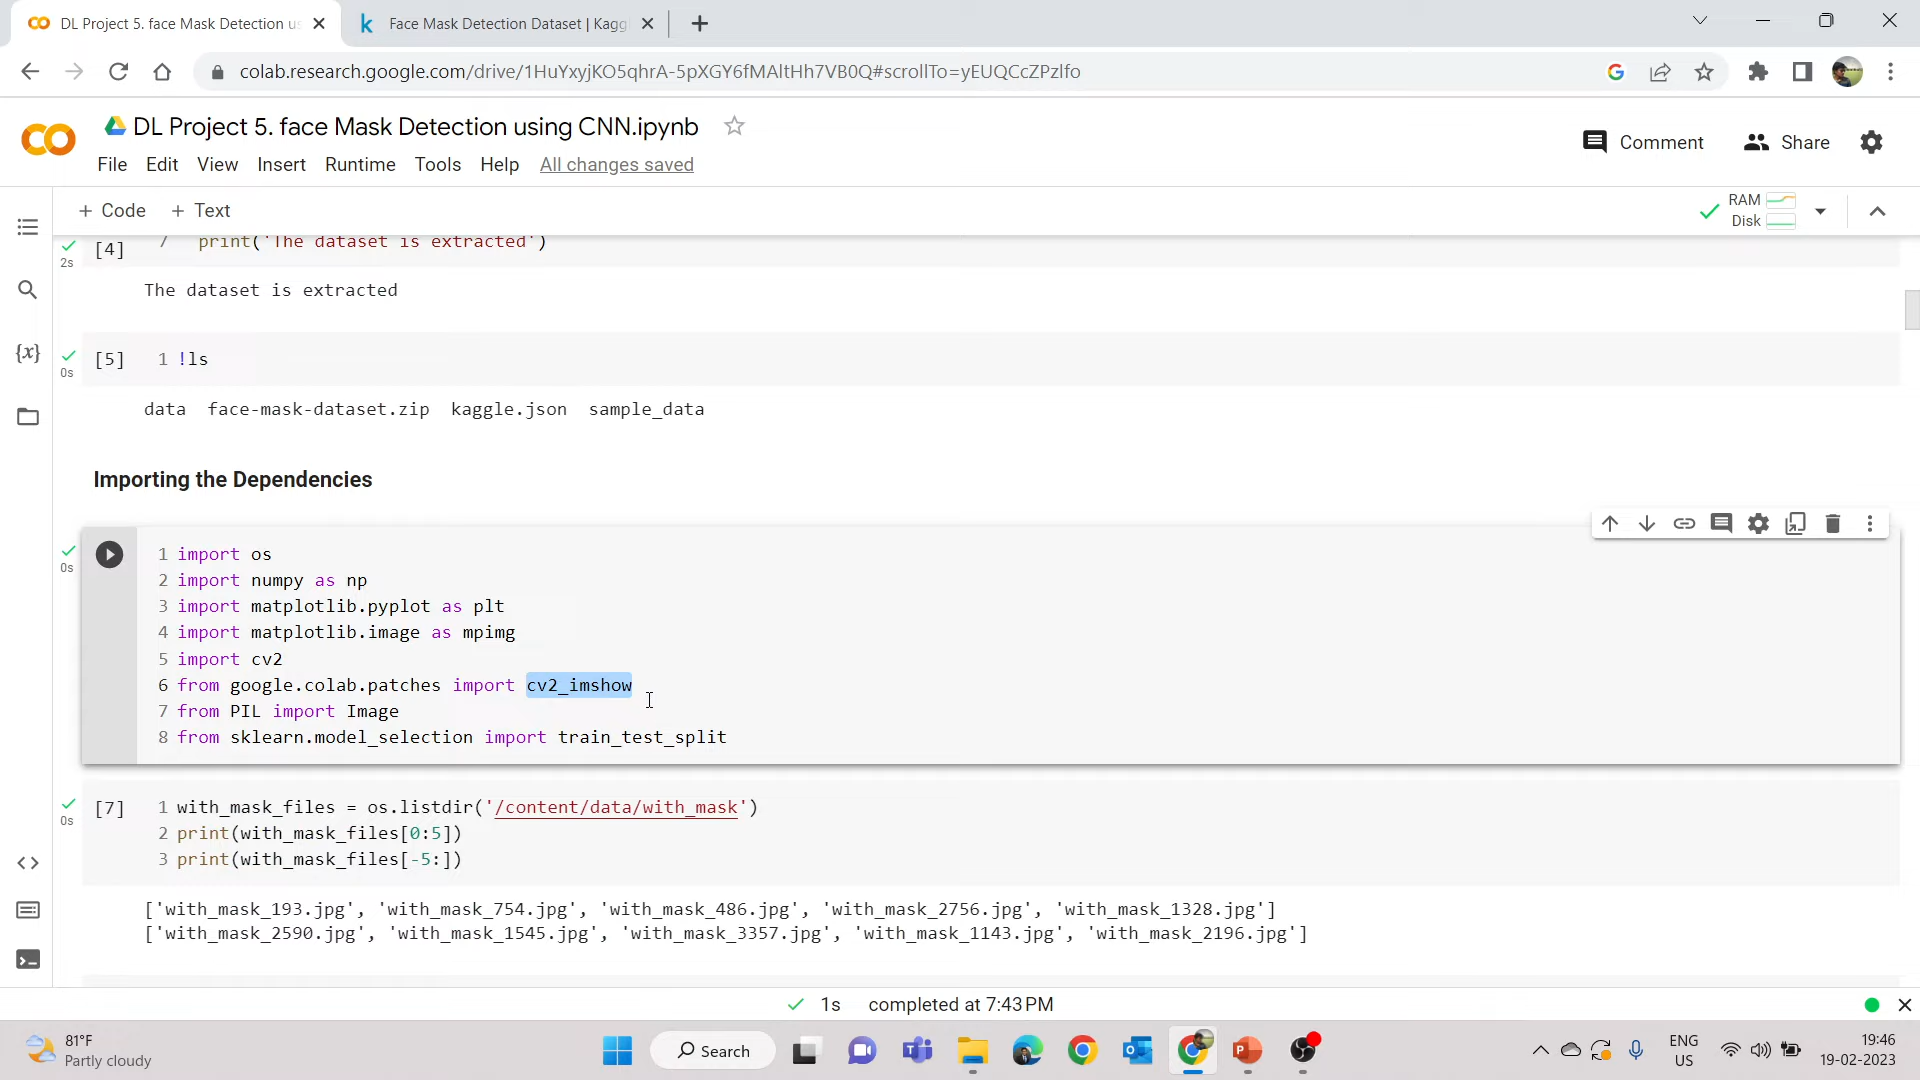 DL Project 5. face Mask Detection us
Face Mask Detection Dataset | Kagg
colab.research.google.com/drive/1HuYxyjKO5qhrA-5pXGY6fMAltHh7VB0Q#scrollTo=yEUQCcZPzlfo
DL Project 5. face Mask Detection using CNN.ipynb
Comment
Share
File Edit View Insert Runtime Tools Help All changes saved
+ Code + Text
RAM
Disk
[4] 7 print('The dataset is extracted')
2s
The dataset is extracted
[5] 1 !ls
0s
data face-mask-dataset.zip kaggle.json sample_data
Importing the Dependencies
0s
1 import os
2 import numpy as np
3 import matplotlib.pyplot as plt
4 import matplotlib.image as mpimg
5 import cv2
6 from google.colab.patches import cv2_imshow
7 from PIL import Image
8 from sklearn.model_selection import train_test_split
[7] 1 with_mask_files = os.listdir('/content/data/with_mask')
0s
2 print(with_mask_files[0:5])
3 print(with_mask_files[-5:])
['with_mask_193.jpg', 'with_mask_754.jpg', 'with_mask_486.jpg', 'with_mask_2756.jpg', 'with_mask_1328.jpg']
['with_mask_2590.jpg', 'with_mask_1545.jpg', 'with_mask_3357.jpg', 'with_mask_1143.jpg', 'with_mask_2196.jpg']
1s completed at 7:43 PM
81°F
Partly cloudy
Search
ENG
US
19:46
19-02-2023